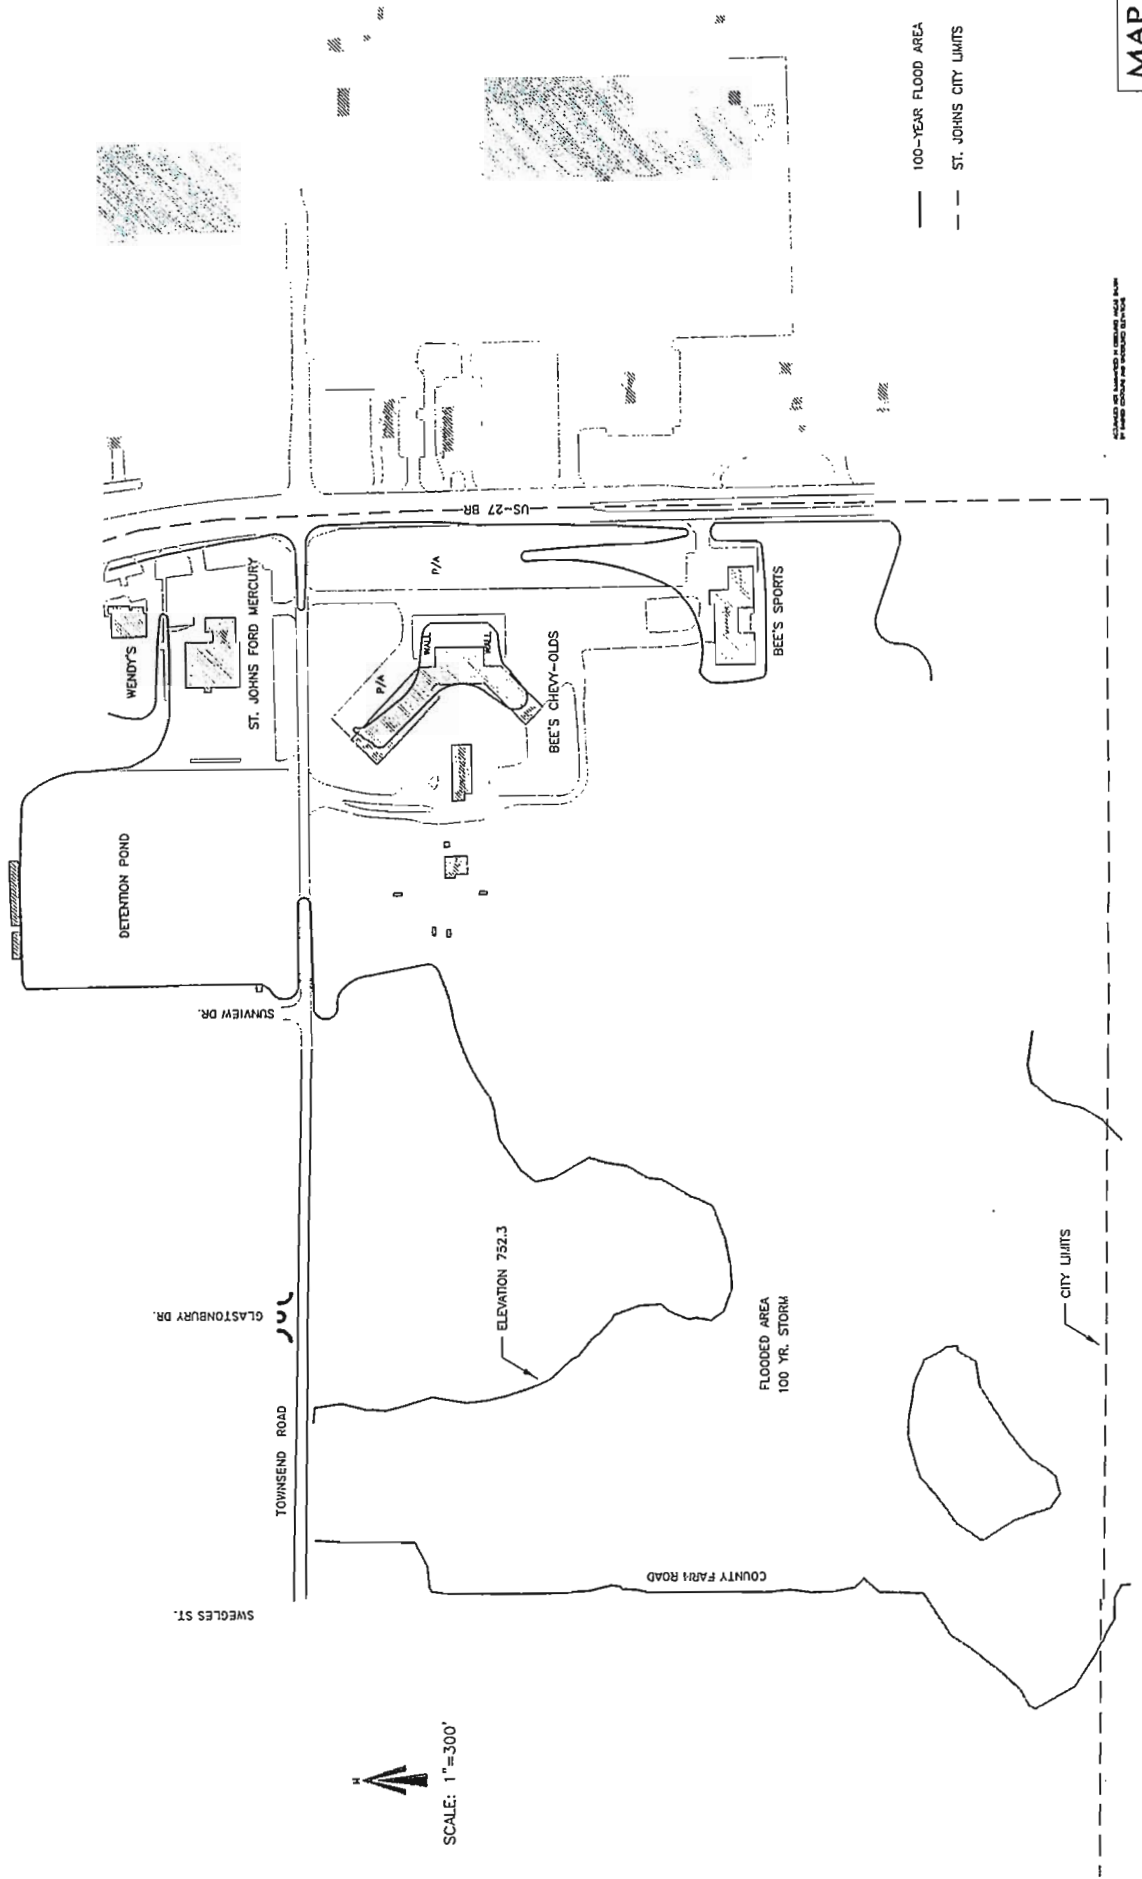 WENDY'S
ST. JOHNS FORD MERCURY
DETENTION POND
SUNVIEW DR.
GLASTONBURY DR.
TOWNSEND ROAD
SWEGLES ST.
US-27 BR
P/A
P/A
WALL
WALL
BEE'S CHEVY-OLDS
BEE'S SPORTS
ELEVATION 752.3
FLOODED AREA
100 YR. STORM
COUNTY FARM ROAD
CITY LIMITS
N
SCALE: 1"=300'
100-YEAR FLOOD AREA
ST. JOHNS CITY LIMITS
MAP